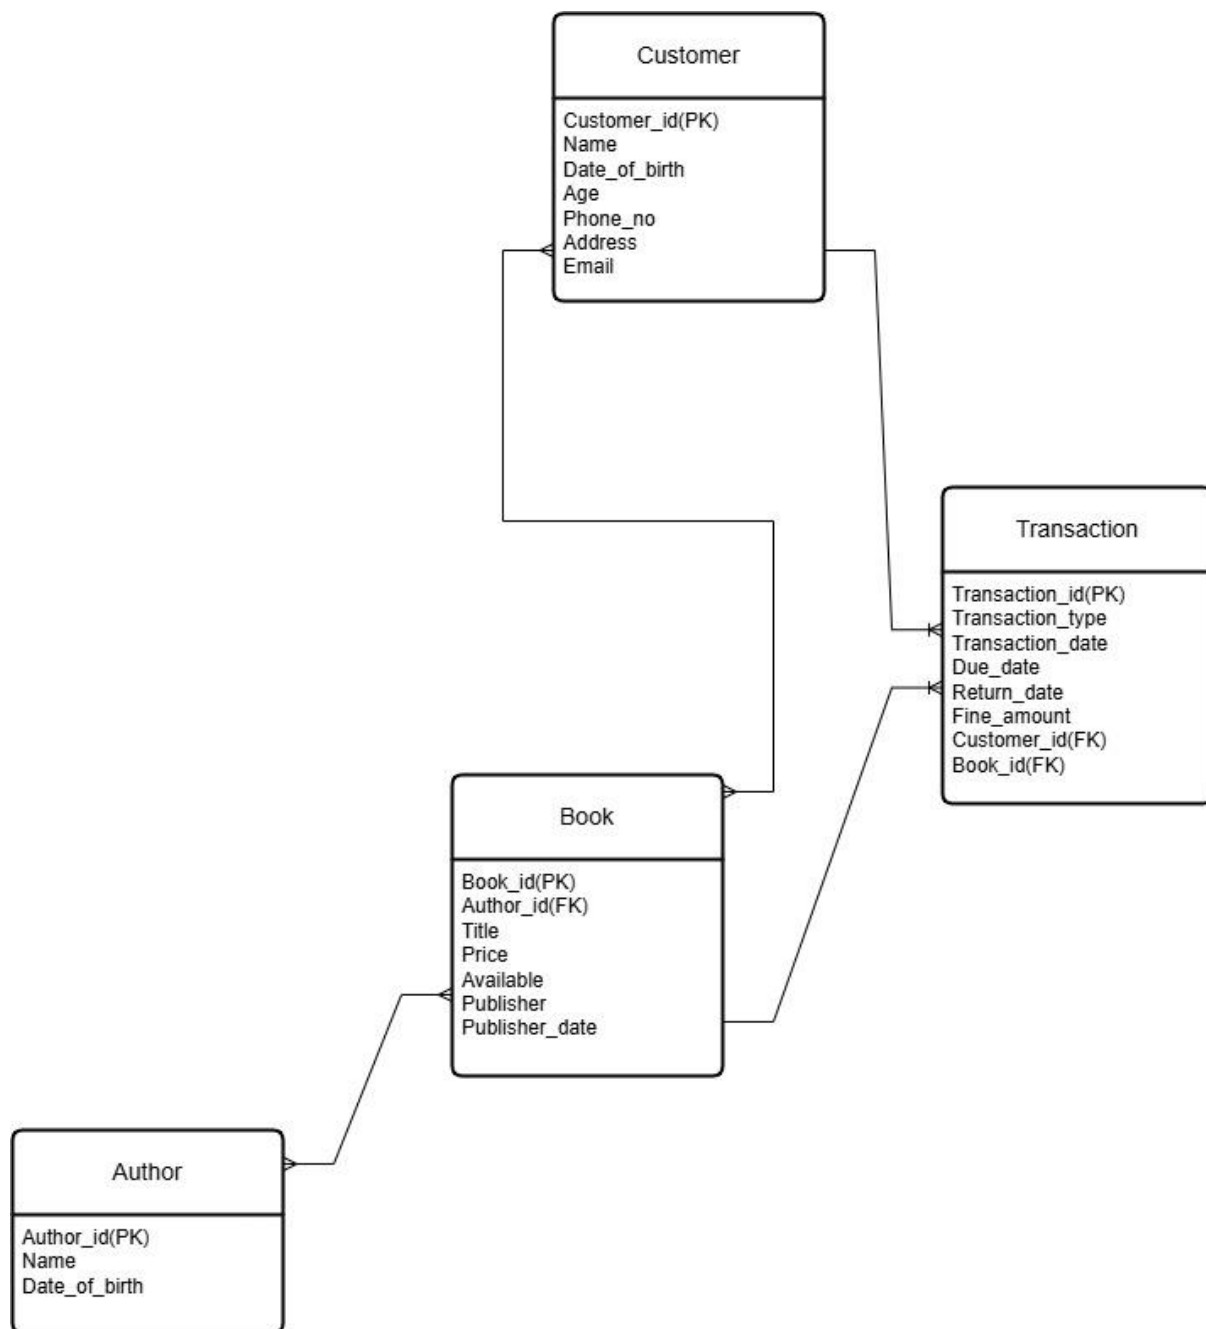 Customer
Customer_id(PK)
Name
Date_of_birth
Age
Phone_no
Address
Email
Transaction
Transaction_id(PK)
Transaction_type
Transaction_date
Due_date
Return_date
Fine_amount
Customer_id(FK)
Book_id(FK)
Book
Book_id(PK)
Author_id(FK)
Title
Price
Available
Publisher
Publisher_date
Author
Author_id(PK)
Name
Date_of_birth